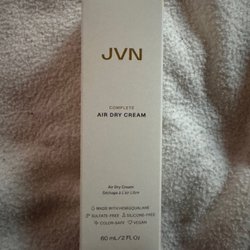 JVN
COMPLETE
AIR DRY CREAM
Air Dry Cream
Séchage à L'air Libre
MADE WITH HEMISQUALANE
SULFATE-FREE SILICONE-FREE
COLOR-SAFE VEGAN
60 mL/2 Fl Oz